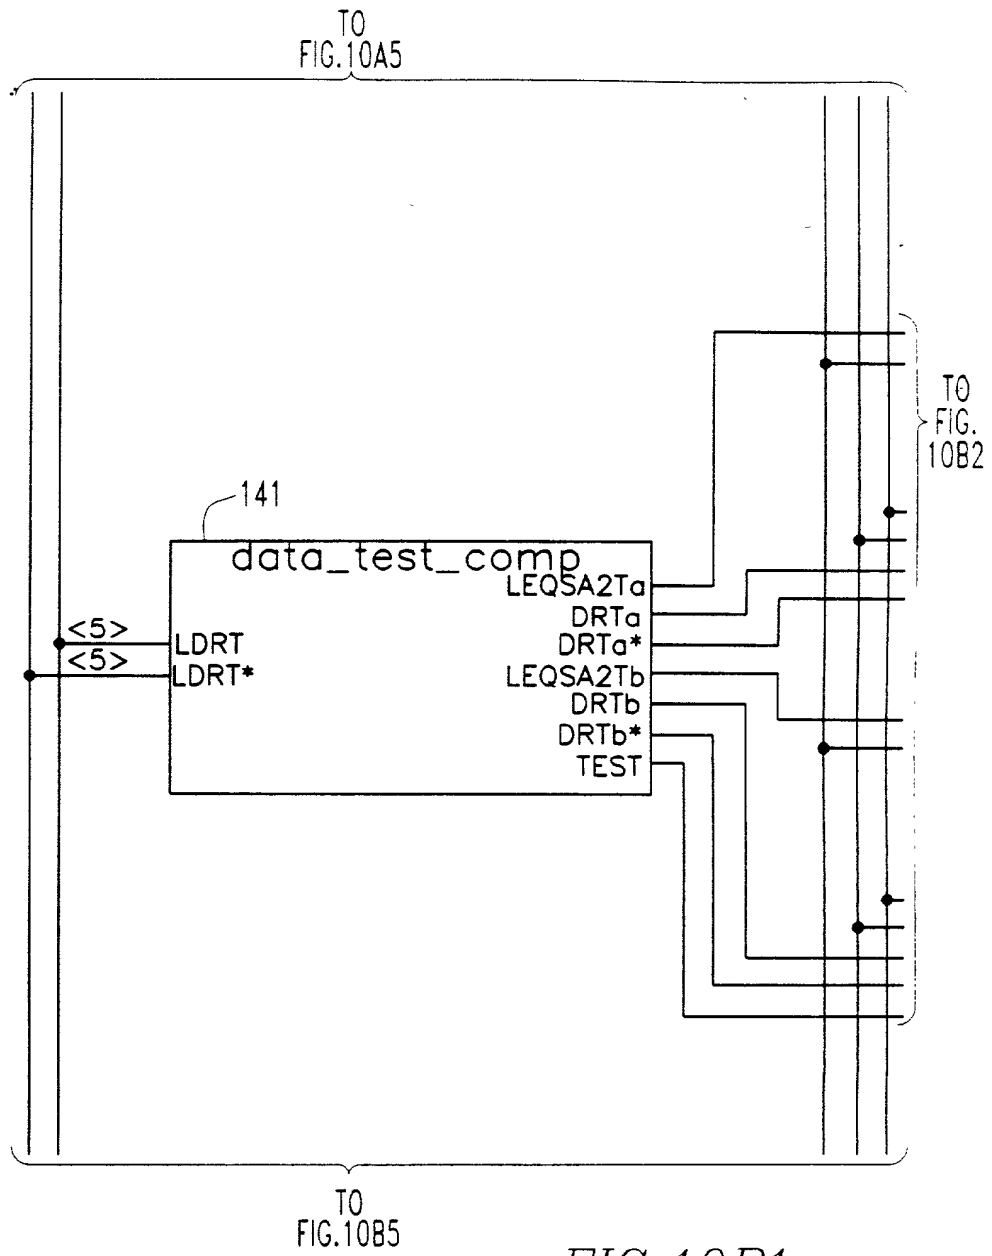 TO
FIG.10A5
TO
FIG.
10B2
141
data_test_comp
LEQSA2Ta
DRTa
<5>
LDRT
DRTa*
<5>
LDRT*
LEQSA2Tb
DRTb
DRTb*
TEST
TO
FIG.10B5